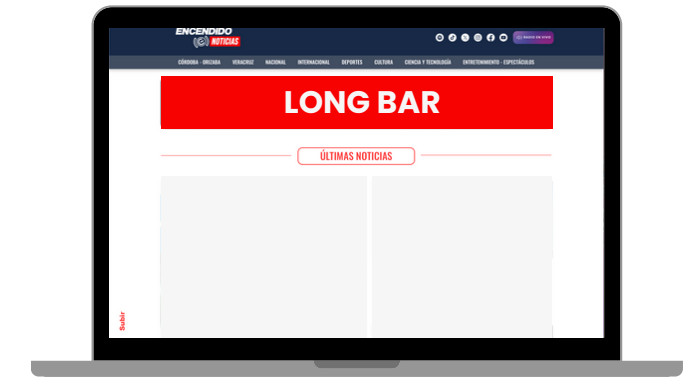 ENCENDIDO
NOTICIAS
RADIO EN VIVO
CÓRDOBA - ORIZABA VERACRUZ NACIONAL INTERNACIONAL DEPORTES CULTURA CIENCIA Y TECNOLOGÍA ENTRETENIMIENTO - ESPECTÁCULOS
LONG BAR
ÚLTIMAS NOTICIAS
Subir